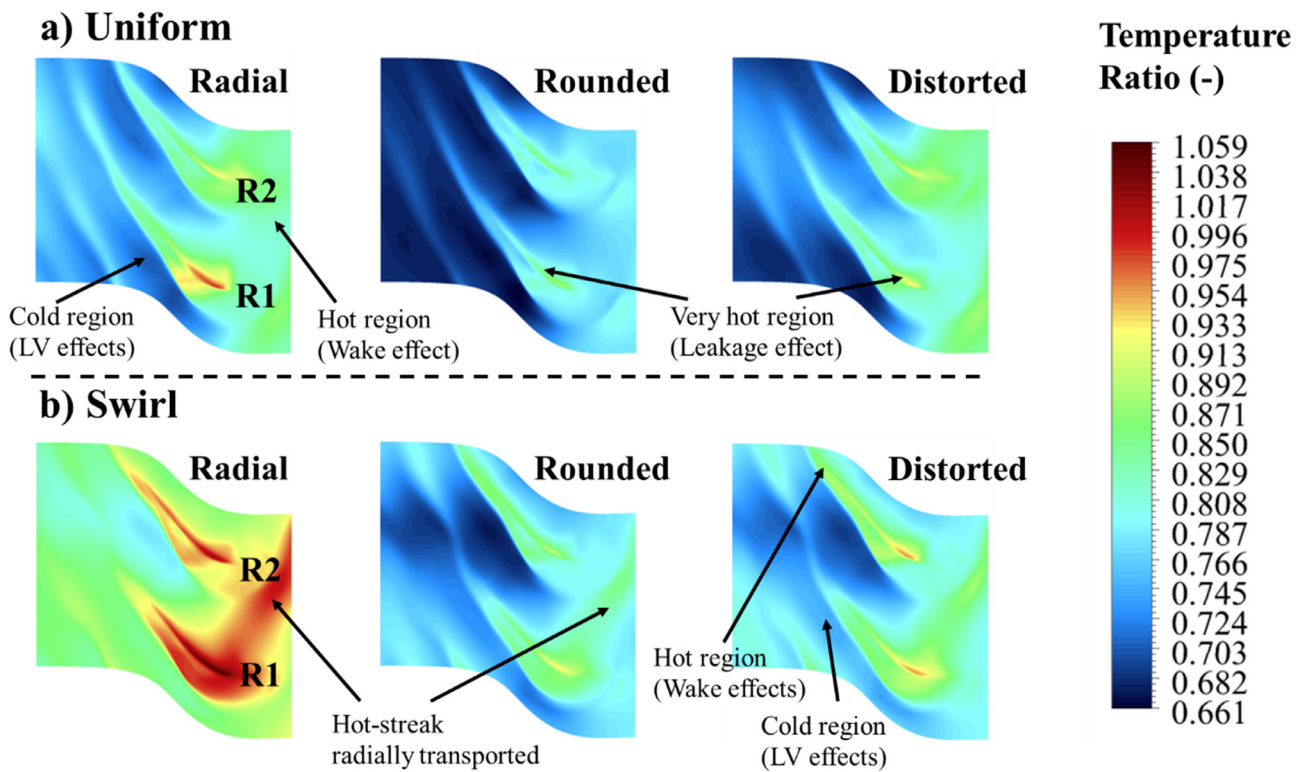 a) Uniform
Radial
Rounded
Distorted
R2
R1
Cold region
(LV effects)
Hot region
(Wake effect)
Very hot region
(Leakage effect)
b) Swirl
Radial
Rounded
Distorted
R2
R1
Hot-streak
radially transported
Hot region
(Wake effects)
Cold region
(LV effects)
Temperature
Ratio (-)
1.059
1.038
1.017
0.996
0.975
0.954
0.933
0.913
0.892
0.871
0.850
0.829
0.808
0.787
0.766
0.745
0.724
0.703
0.682
0.661